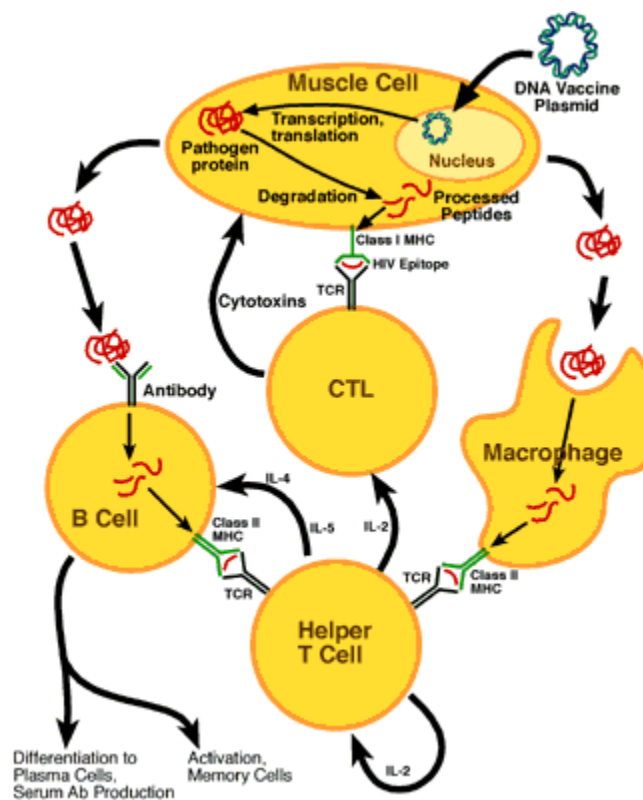 Muscle Cell
DNA Vaccine
Plasmid
Transcription,
translation
Pathogen
protein
Nucleus
Degradation
Processed
Peptides
Class I MHC
HIV Epitope
TCR
Cytotoxins
Antibody
CTL
Macrophage
IL-4
B Cell
Class II
MHC
IL-5
IL-2
TCR
TCR
Class II
MHC
Helper
T Cell
Differentiation to
Plasma Cells,
Serum Ab Production
Activation,
Memory Cells
IL-2